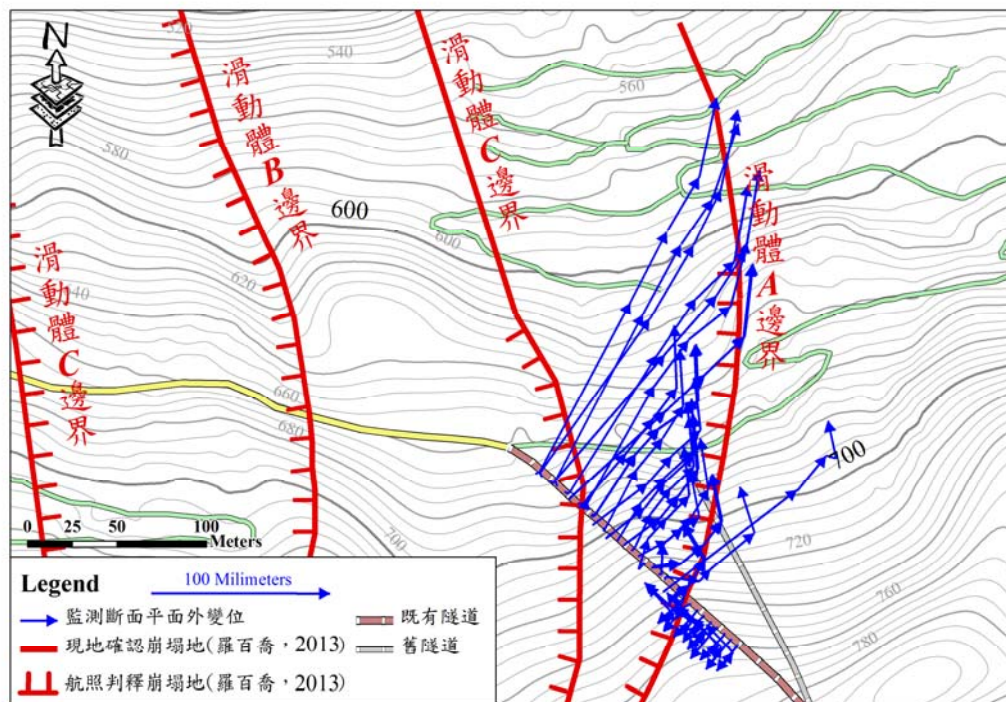 N
520
540
560
580
600
600
620
640
660
680
700
700
720
760
780
滑動體B邊界
滑動體C邊界
滑動體A邊界
滑動體C邊界
0 25 50 100
Meters
Legend
100 Milimeters
監測斷面平面外變位
既有隧道
現地確認崩塌地(羅百喬,2013)
舊隧道
航照判釋崩塌地(羅百喬,2013)